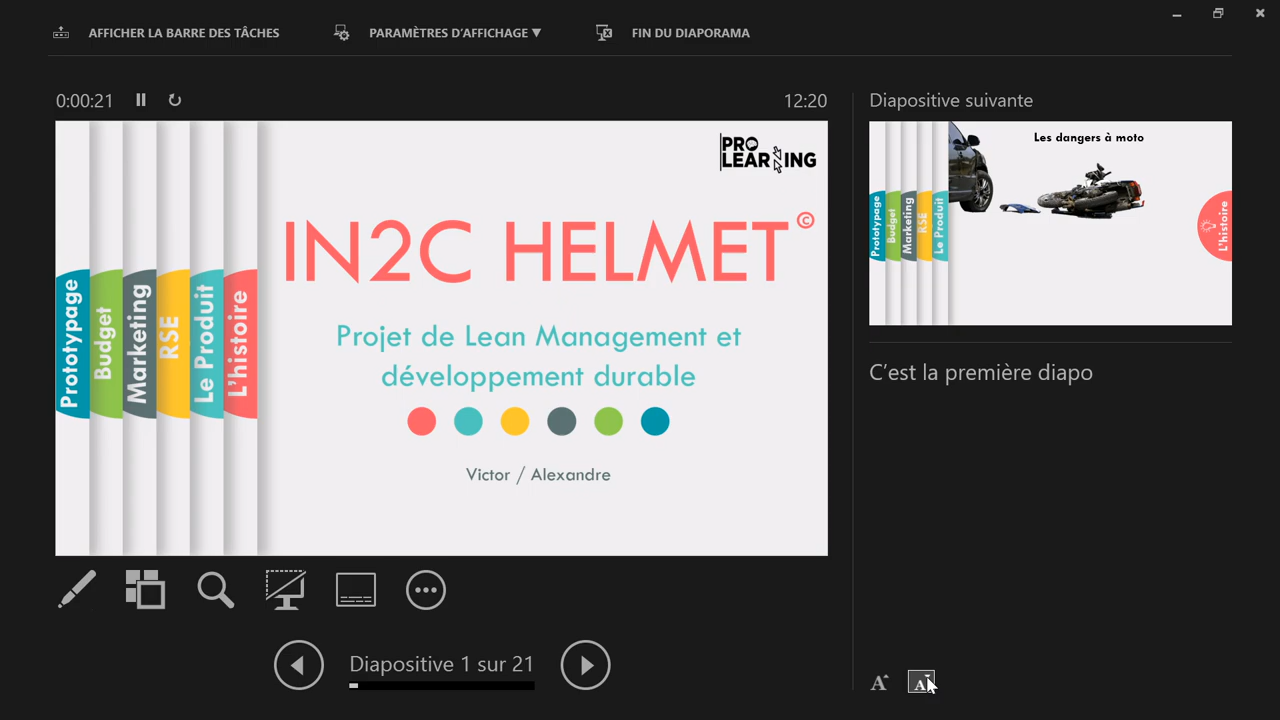 AFFICHER LA BARRE DES TÂCHES
PARAMÈTRES D'AFFICHAGE ▼
FIN DU DIAPORAMA
0:00:21
12:20
PRO
LEARNING
IN2C HELMET©
Projet de Lean Management et
développement durable
Victor / Alexandre
Prototypage
Budget
Marketing
RSE
Le Produit
L'histoire
Diapositive 1 sur 21
Diapositive suivante
Les dangers à moto
Prototypage
Budget
Marketing
RSE
Le Produit
L'histoire
C'est la première diapo
A
A